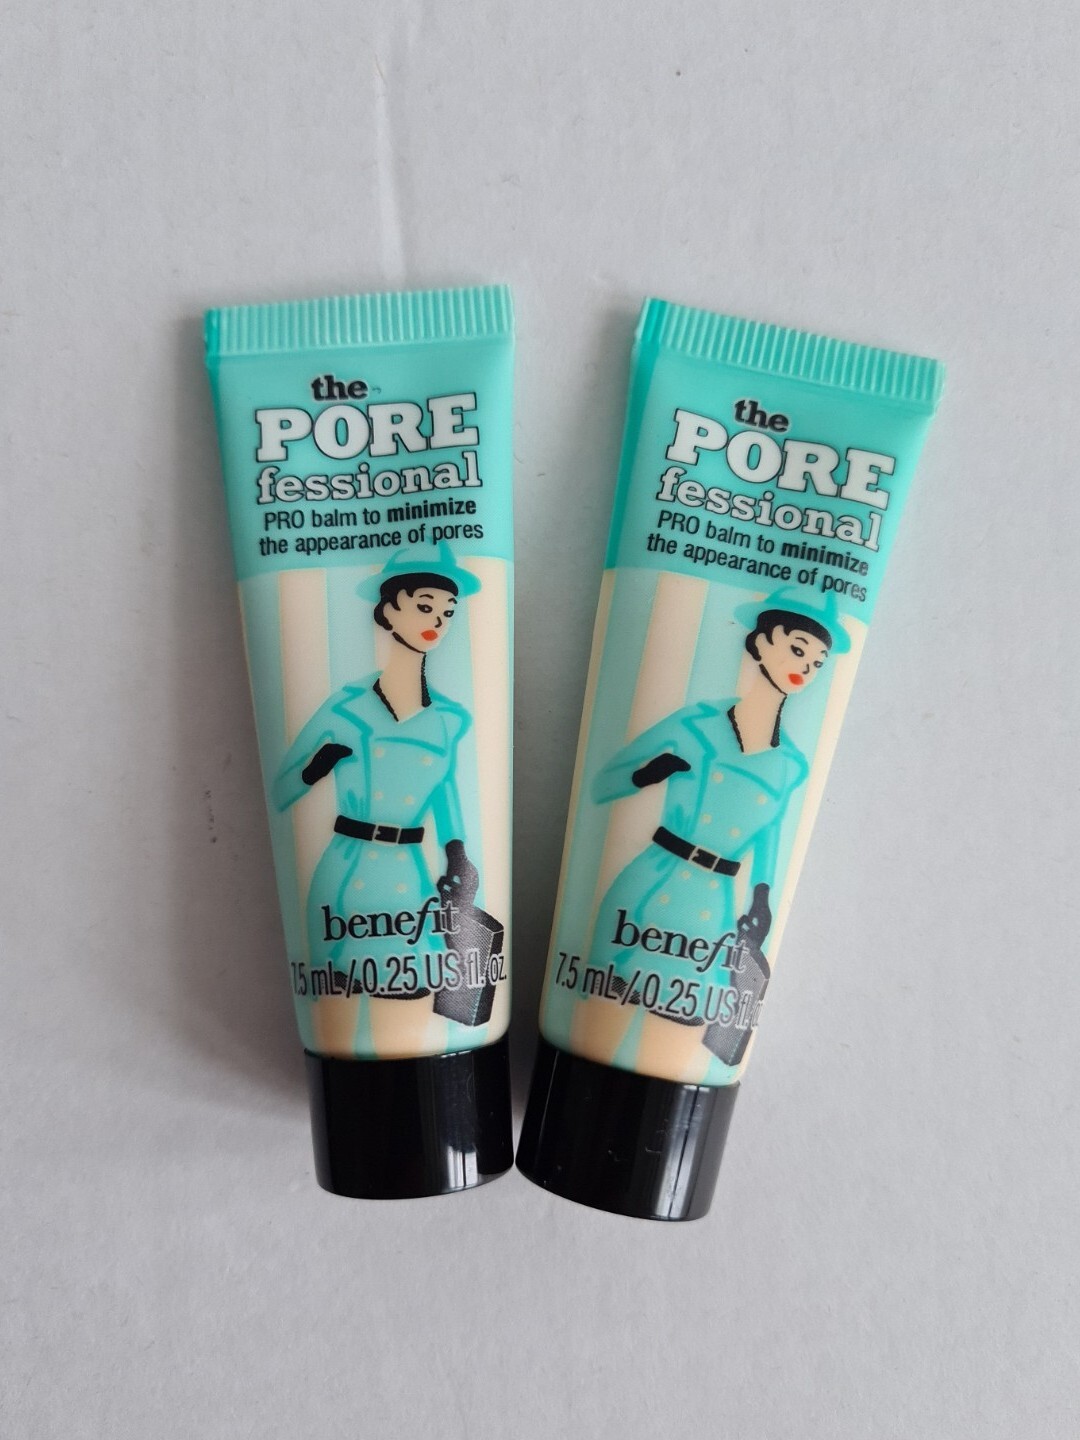 the
PORE
fessional
PRO balm to minimize
the appearance of pores
benefit
7.5 mL/0.25 US fl. oz.
the
PORE
fessional
PRO balm to minimize
the appearance of pores
benefit
7.5 mL/0.25 US fl.